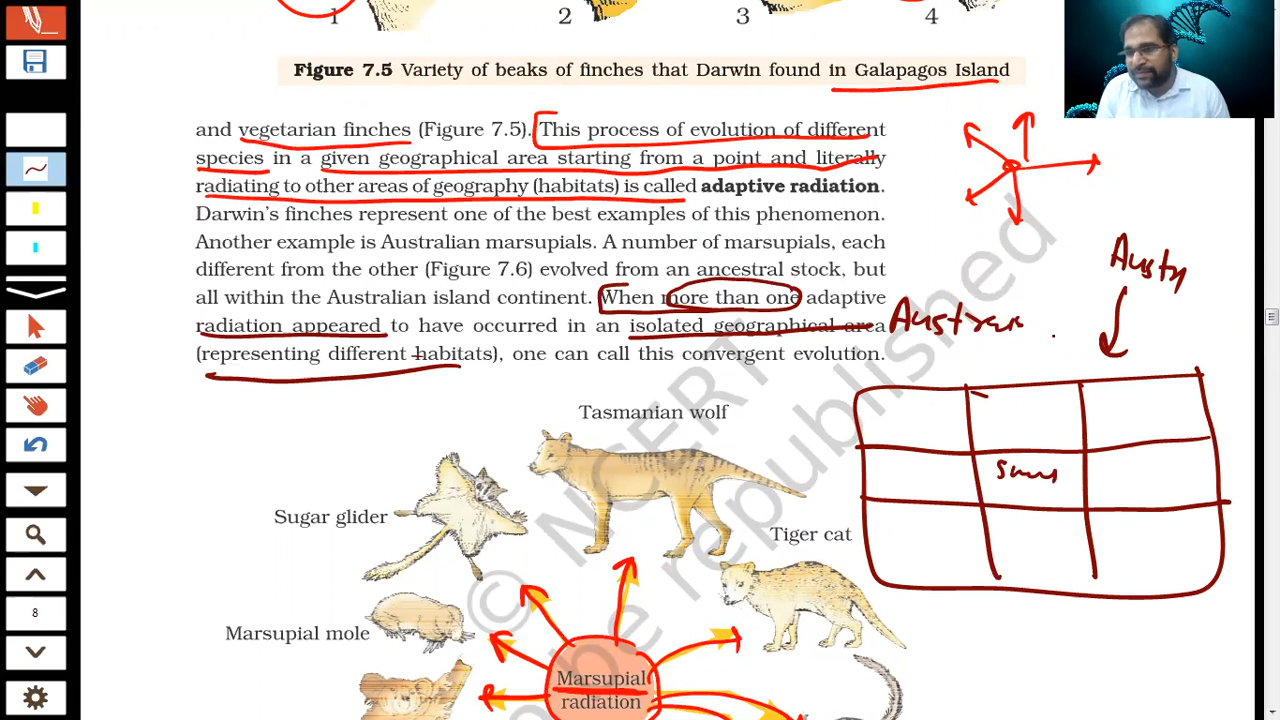 1 2 3 4
Figure 7.5 Variety of beaks of finches that Darwin found in Galapagos Island
and vegetarian finches (Figure 7.5). This process of evolution of different
species in a given geographical area starting from a point and literally
radiating to other areas of geography (habitats) is called adaptive radiation.
Darwin's finches represent one of the best examples of this phenomenon.
Another example is Australian marsupials. A number of marsupials, each
different from the other (Figure 7.6) evolved from an ancestral stock, but
all within the Australian island continent. When more than one adaptive
radiation appeared to have occurred in an isolated geographical area
(representing different habitats), one can call this convergent evolution.
Tasmanian wolf
Sugar glider
Tiger cat
Marsupial mole
Marsupial
radiation
© NCERT
be republished
8